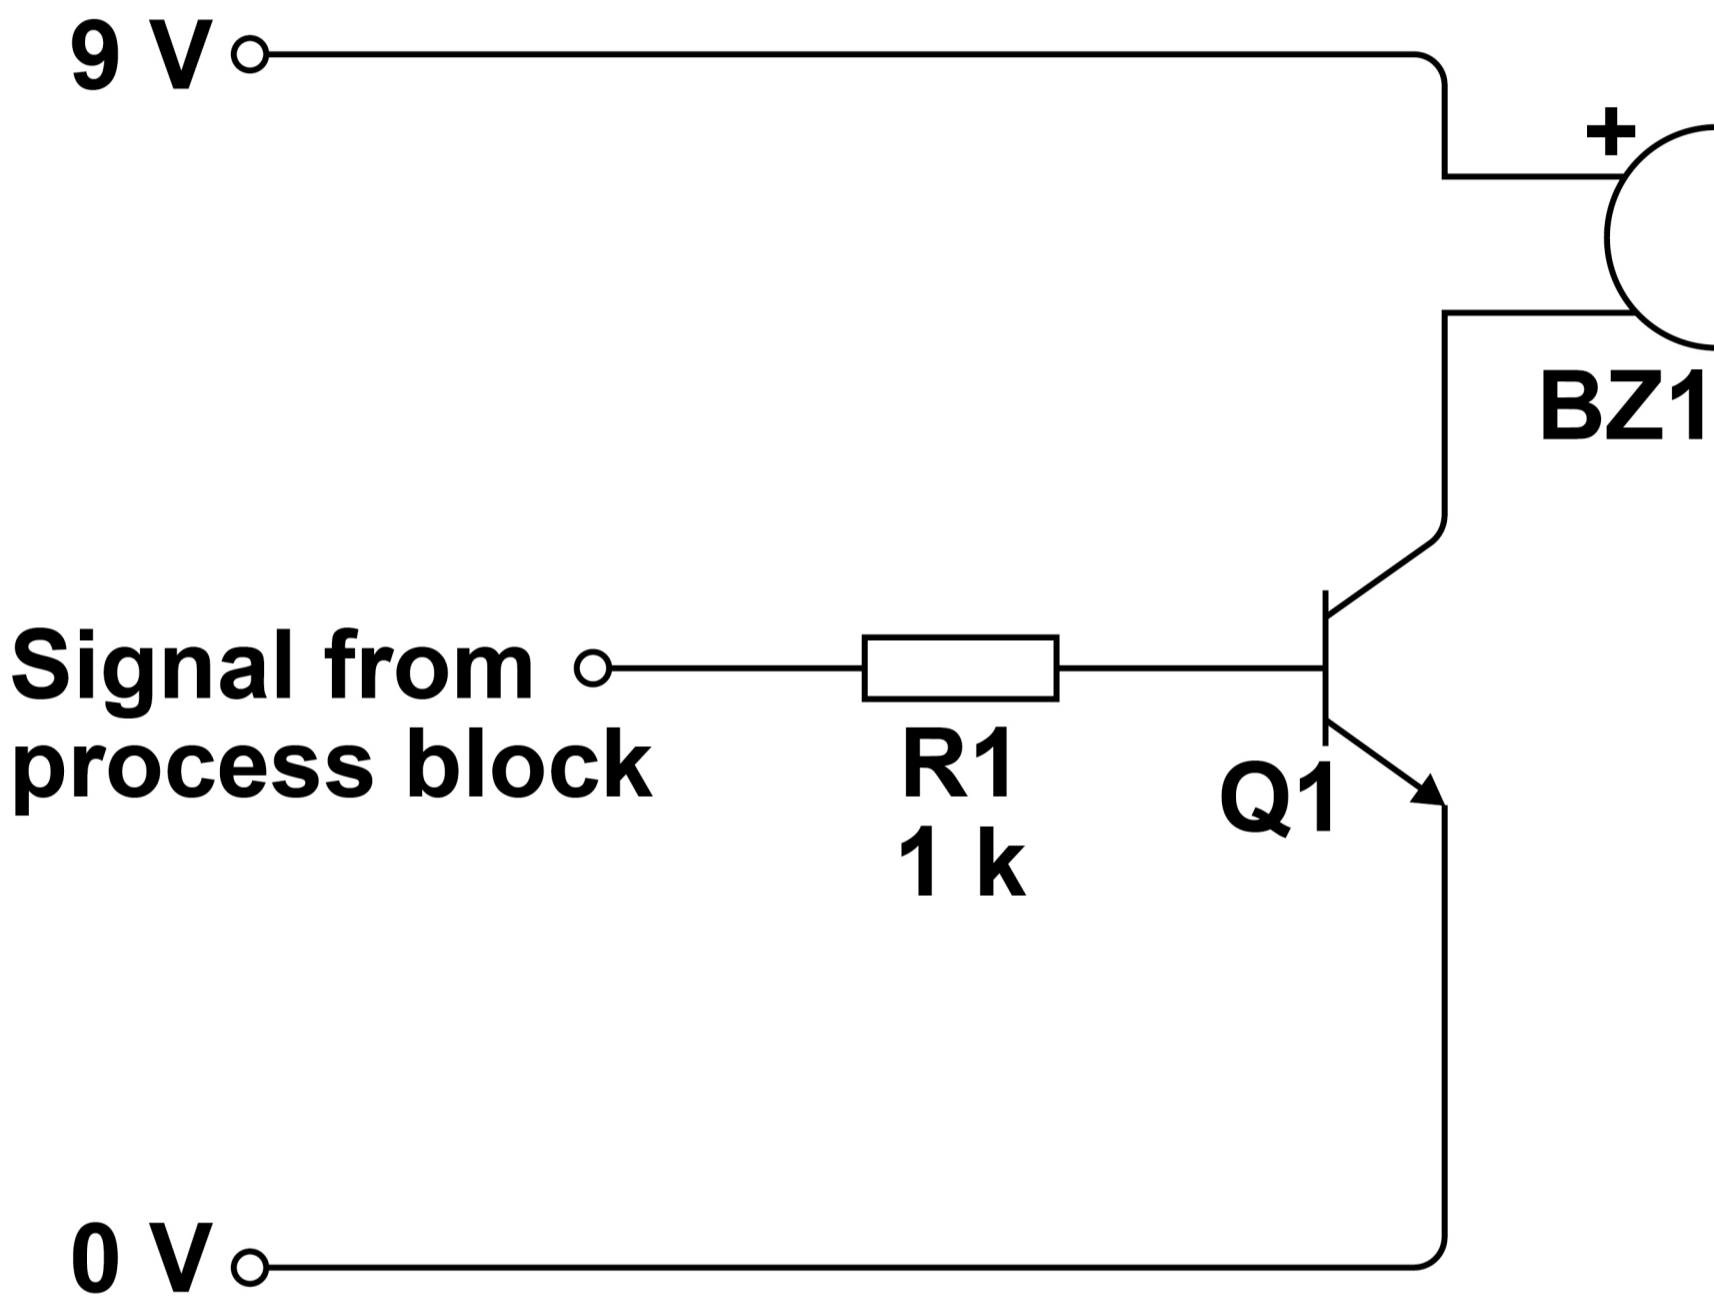 9 V
+
BZ1
Signal from
process block
R1
1 k
Q1
0 V